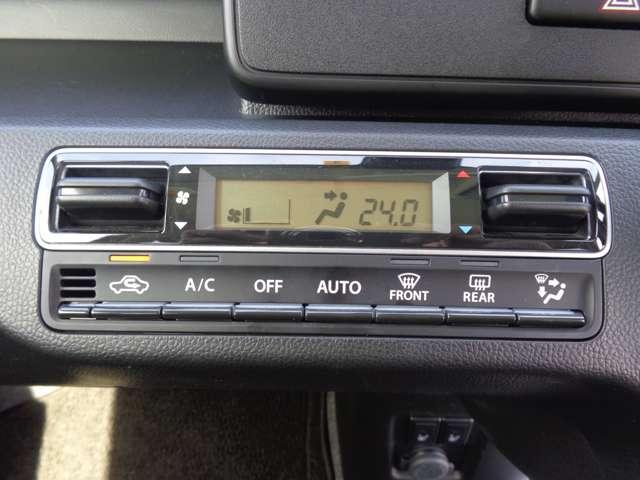 24.0
A/C OFF AUTO FRONT REAR